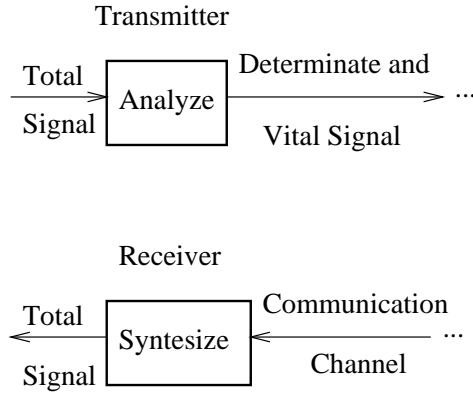 Transmitter
Total
Signal
Analyze
Determinate and
Vital Signal
...
Receiver
Total
Signal
Syntesize
Communication
Channel
...